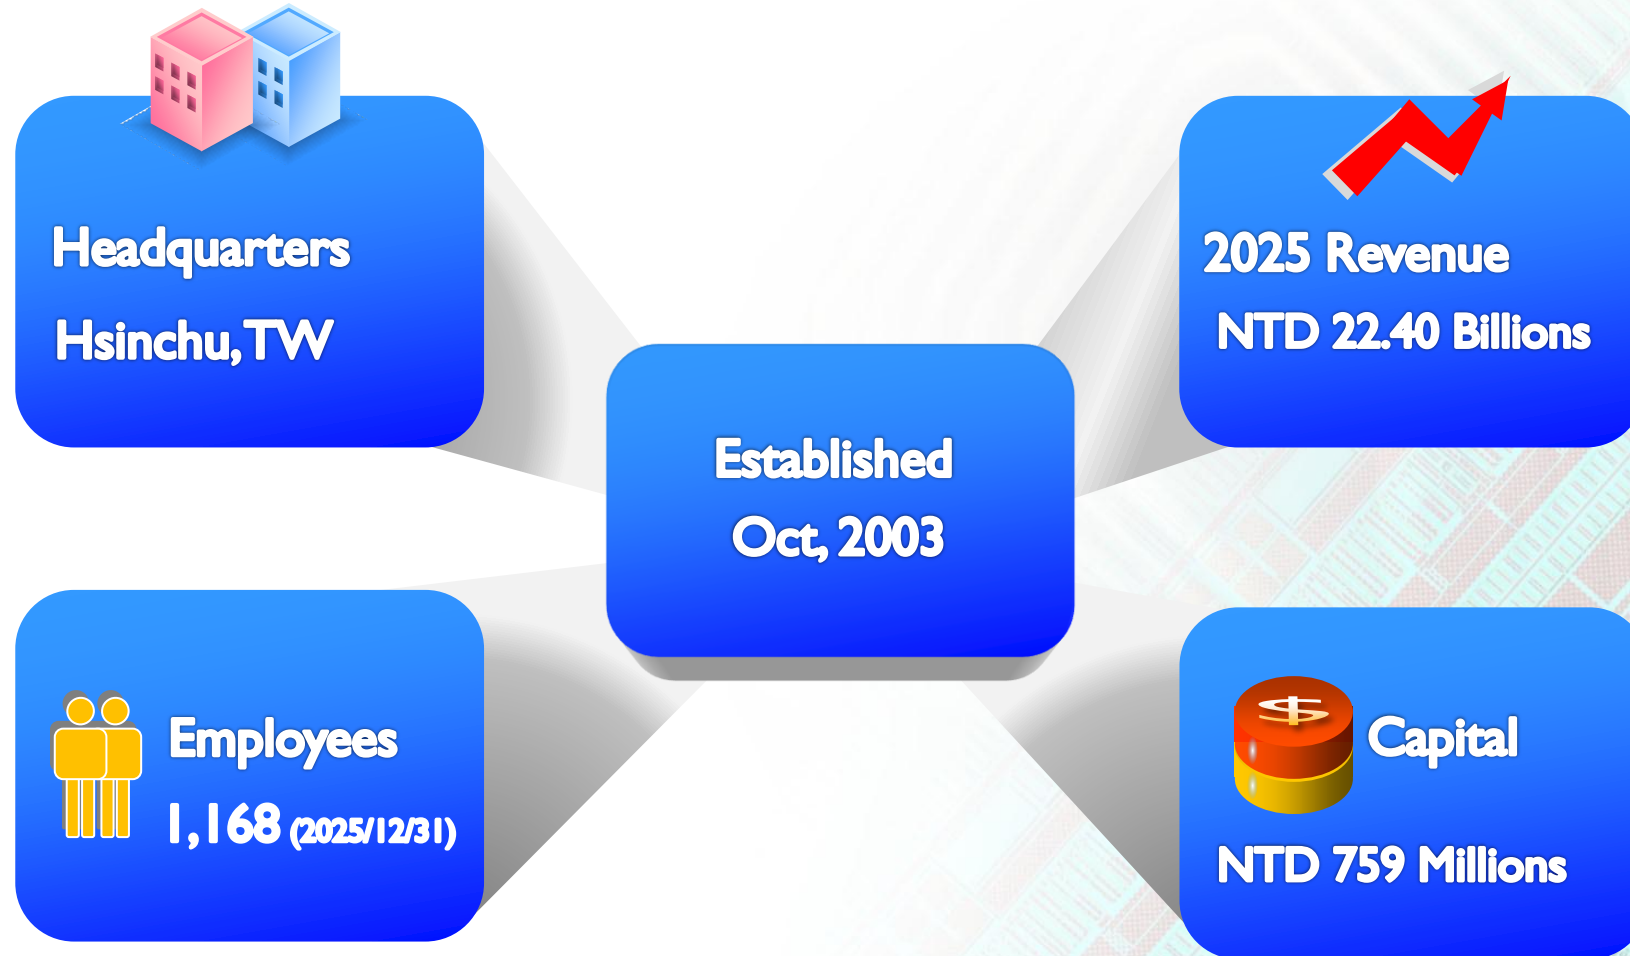 Headquarters
Hsinchu, TW
2025 Revenue
NTD 22.40 Billions
Established
Oct, 2003
Employees
1,168 (2025/12/31)
Capital
NTD 759 Millions